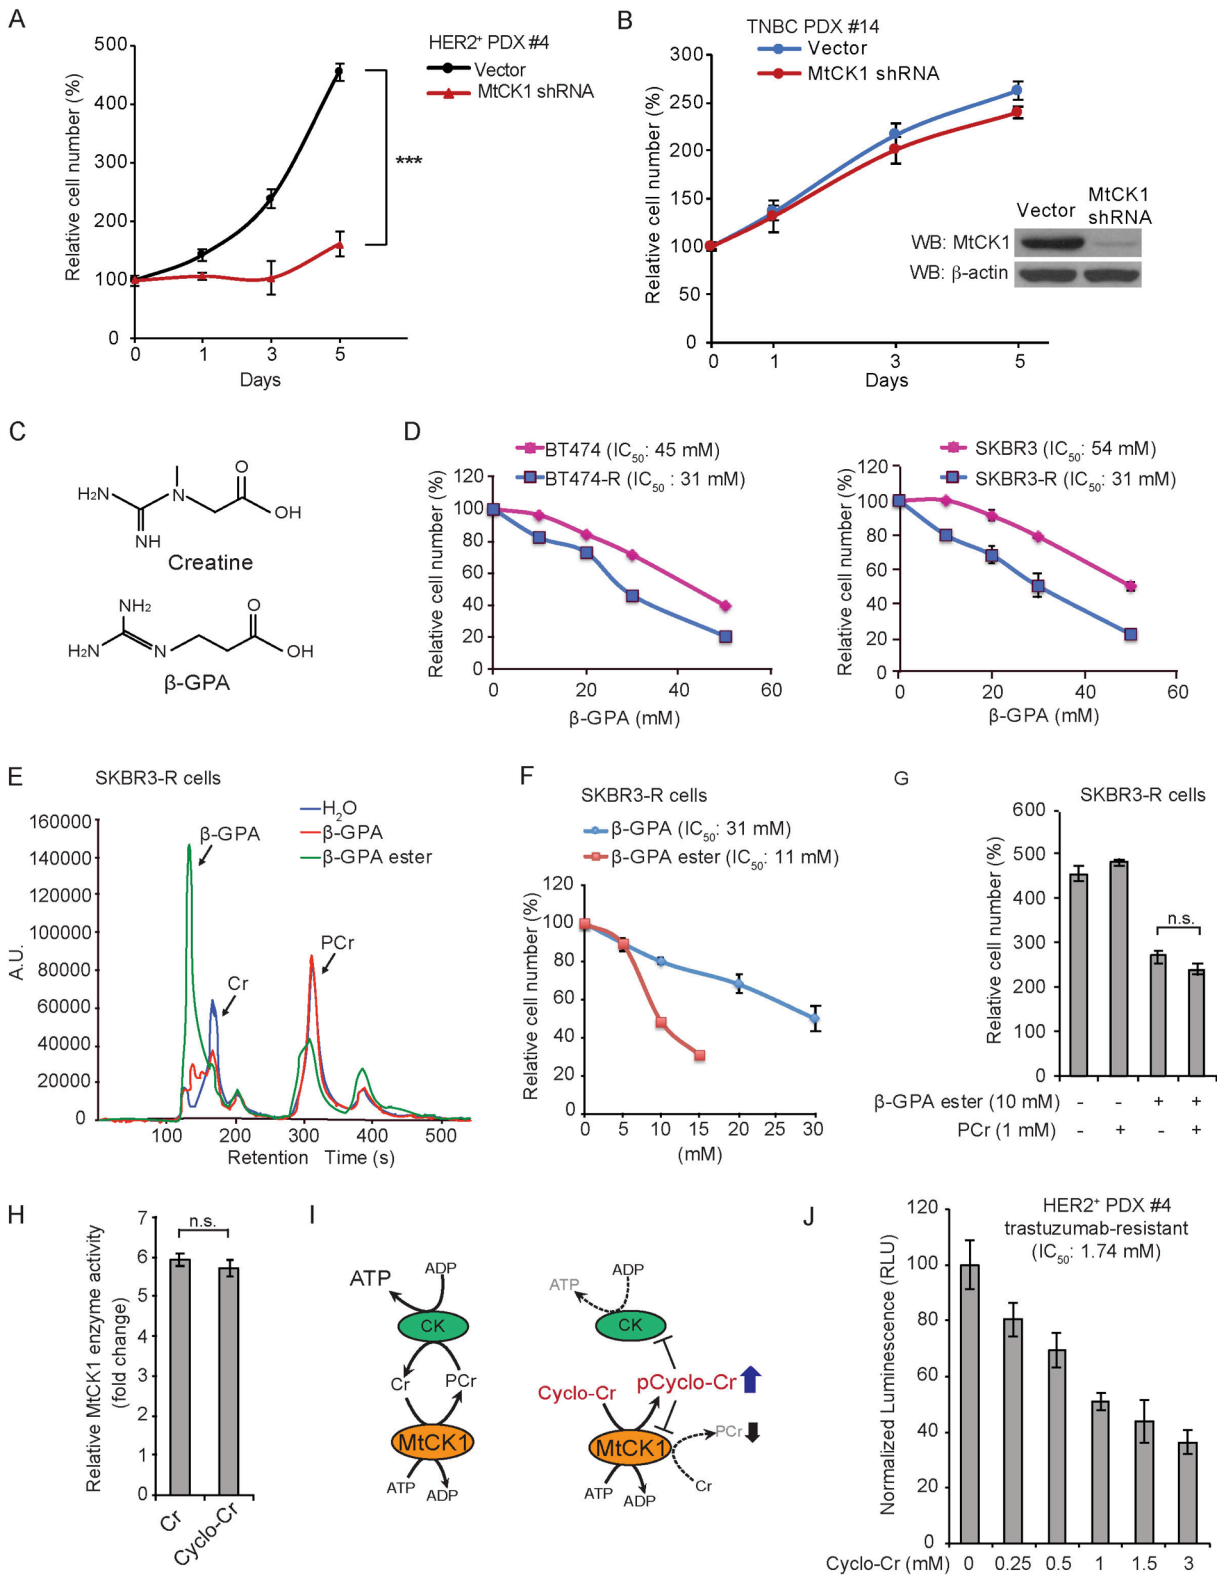 A
HER2⁺ PDX #4
Vector
MtCK1 shRNA
Relative cell number (%)
500
400
300
200
100
0
***
0 1 3 5
Days
B
TNBC PDX #14
Vector
MtCK1 shRNA
Relative cell number (%)
300
250
200
150
100
50
0
0 1 3 5
Days
Vector
MtCK1
shRNA
WB: MtCK1
WB: β-actin
C
H₂N
N
O
OH
NH
Creatine
NH₂
O
H₂N
N
OH
β-GPA
D
BT474 (IC₅₀: 45 mM)
BT474-R (IC₅₀ : 31 mM)
Relative cell number (%)
120
100
80
60
40
20
0
0 20 40 60
β-GPA (mM)
SKBR3 (IC₅₀: 54 mM)
SKBR3-R (IC₅₀: 31 mM)
Relative cell number (%)
120
100
80
60
40
20
0
0 20 40 60
β-GPA (mM)
E
SKBR3-R cells
H₂O
β-GPA
β-GPA ester
A.U.
160000
140000
120000
100000
80000
60000
40000
20000
0
β-GPA
Cr
PCr
100 200 300 400 500
Retention Time (s)
F
SKBR3-R cells
β-GPA (IC₅₀: 31 mM)
β-GPA ester (IC₅₀: 11 mM)
Relative cell number (%)
120
100
80
60
40
20
0
0 5 10 15 20 30
(mM)
G
SKBR3-R cells
Relative cell number (%)
600
500
400
300
200
100
0
n.s.
β-GPA ester (10 mM) - - + +
PCr (1 mM) - + - +
H
Relative MtCK1 enzyme activity
(fold change)
7
6
5
4
3
2
1
0
n.s.
Cr
Cyclo-Cr
I
ATP
ADP
CK
Cr
PCr
MtCK1
ATP
ADP
ATP
ADP
CK
Cyclo-Cr
pCyclo-Cr
PCr
MtCK1
Cr
ATP
ADP
J
HER2⁺ PDX #4
trastuzumab-resistant
(IC₅₀: 1.74 mM)
Normalized Luminescence (RLU)
120
100
80
60
40
20
0
Cyclo-Cr (mM) 0 0.25 0.5 1 1.5 3